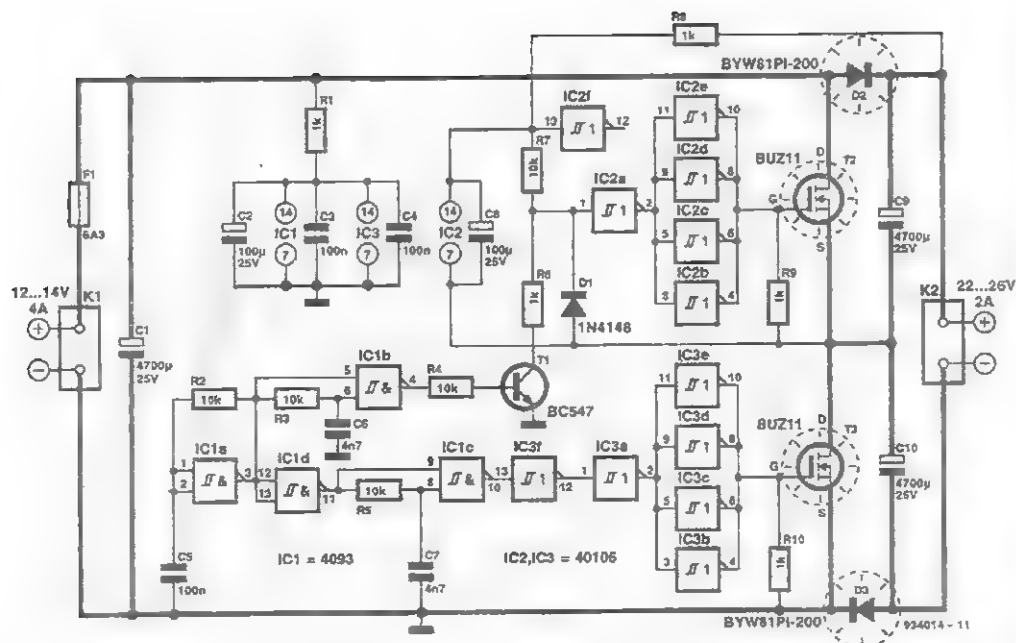 R8
1k
BYW81PI-200
D2
R1
1k
IC2f
13
12
R7
10k
IC2e
11
10
IC2d
9
8
IC2a
1
2
IC2c
5
6
IC2b
3
4
BUZ11
T2
D
G
S
C9
4700µ
25V
F1
6A3
C2
100µ
25V
14
IC1
7
C3
100n
14
IC3
7
C4
100n
14
IC2
7
C8
100µ
25V
R6
1k
D1
1N4148
R9
1k
12...14V
4A
K1
+
−
C1
4700µ
25V
K2
22...26V
2A
+
−
R2
10k
R3
10k
IC1b
5
6
4
&
C6
4n7
R4
10k
T1
BC547
IC1a
1
2
3
&
IC1d
12
13
11
&
R5
10k
IC1c
9
8
10
&
IC3f
13
12
1
IC3a
1
2
1
IC3e
11
10
IC3d
9
8
IC3c
5
6
IC3b
3
4
BUZ11
T3
D
G
S
C10
4700µ
25V
R10
1k
C5
100n
IC1 = 4093
C7
4n7
IC2,IC3 = 40106
BYW81PI-200
D3
934014 - 11